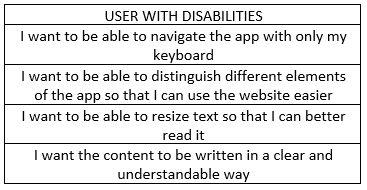 USER WITH DISABILITIES
I want to be able to navigate the app with only my
keyboard
I want to be able to distinguish different elements
of the app so that I can use the website easier
I want to be able to resize text so that I can better
read it
I want the content to be written in a clear and
understandable way